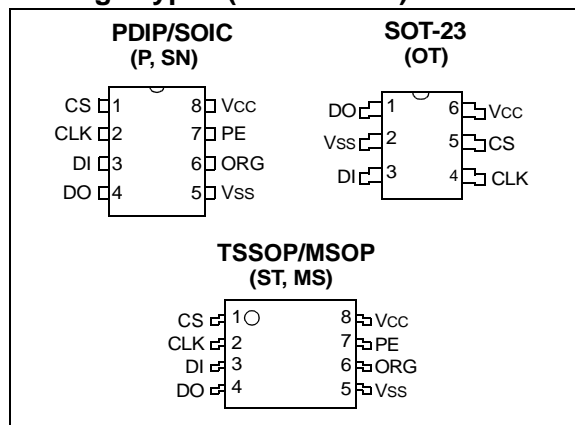 PDIP/SOIC
(P, SN)
CS 1 8 VCC
CLK 2 7 PE
DI 3 6 ORG
DO 4 5 VSS
SOT-23
(OT)
DO 1 6 VCC
VSS 2 5 CS
DI 3 4 CLK
TSSOP/MSOP
(ST, MS)
CS 1 8 VCC
CLK 2 7 PE
DI 3 6 ORG
DO 4 5 VSS